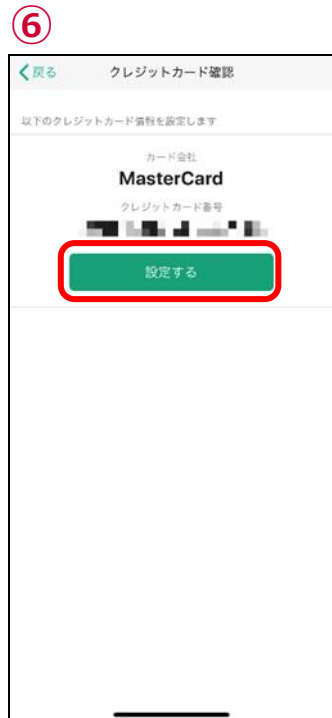 ⑥
戻る クレジットカード確認
以下のクレジットカード情報を設定します
カード会社
MasterCard
クレジットカード番号
設定する